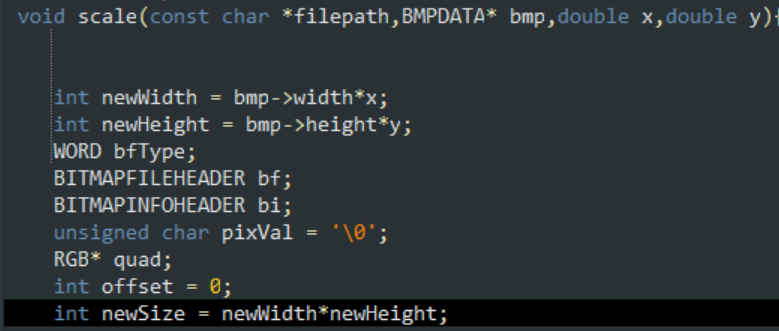 void scale(const char *filepath,BMPDATA* bmp,double x,double y){
int newWidth = bmp->width*x;
int newHeight = bmp->height*y;
WORD bfType;
BITMAPFILEHEADER bf;
BITMAPINFOHEADER bi;
unsigned char pixVal = '\0';
RGB* quad;
int offset = 0;
int newSize = newWidth*newHeight;